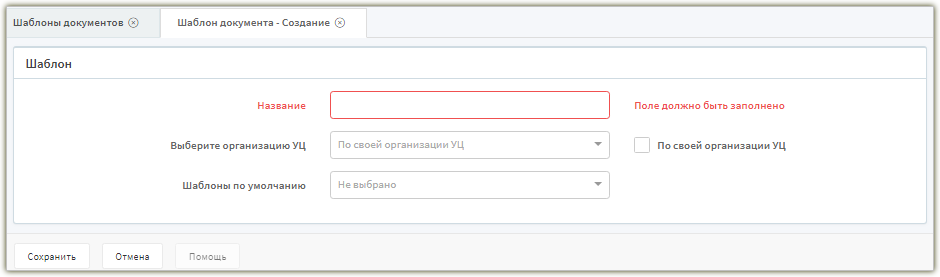 Шаблоны документов
Шаблон документа - Создание
Шаблон
Название
Поле должно быть заполнено
Выберите организацию УЦ
По своей организации УЦ
По своей организации УЦ
Шаблоны по умолчанию
Не выбрано
Сохранить
Отмена
Помощь